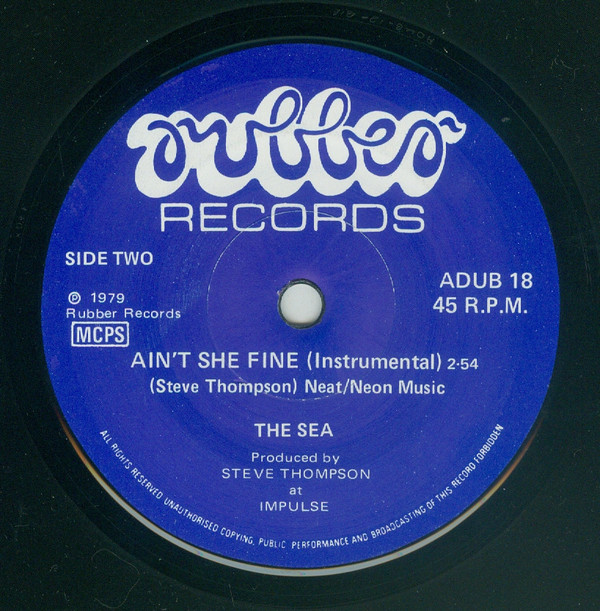 rubber
RECORDS
SIDE TWO
ADUB 18
45 R.P.M.
℗ 1979
Rubber Records
MCPS
AIN'T SHE FINE (Instrumental) 2·54
(Steve Thompson) Neat/Neon Music
THE SEA
Produced by
STEVE THOMPSON
at
IMPULSE
ALL RIGHTS RESERVED UNAUTHORISED COPYING, PUBLIC PERFORMANCE AND BROADCASTING OF THIS RECORD FORBIDDEN